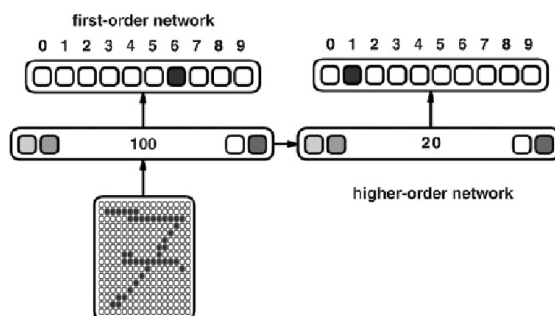 first-order network
0 1 2 3 4 5 6 7 8 9
0 1 2 3 4 5 6 7 8 9
100
20
higher-order network